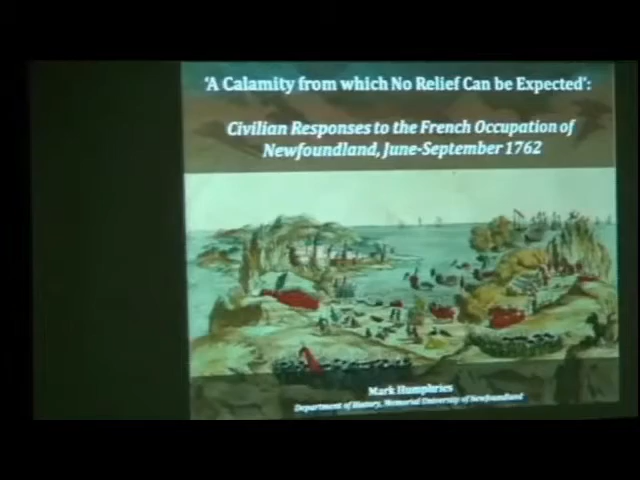 'A Calamity from which No Relief Can be Expected':
Civilian Responses to the French Occupation of
Newfoundland, June-September 1762
Mark Humphries
Department of History, Memorial University of Newfoundland